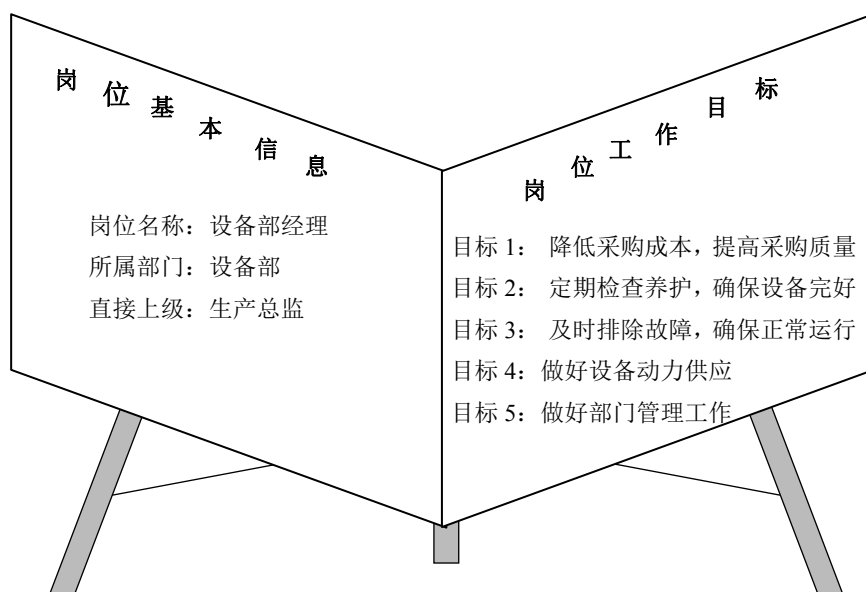 岗位基本信息
岗位名称：设备部经理
所属部门：设备部
直接上级：生产总监
岗位工作目标
目标 1： 降低采购成本，提高采购质量
目标 2： 定期检查养护，确保设备完好
目标 3： 及时排除故障，确保正常运行
目标 4：做好设备动力供应
目标 5：做好部门管理工作